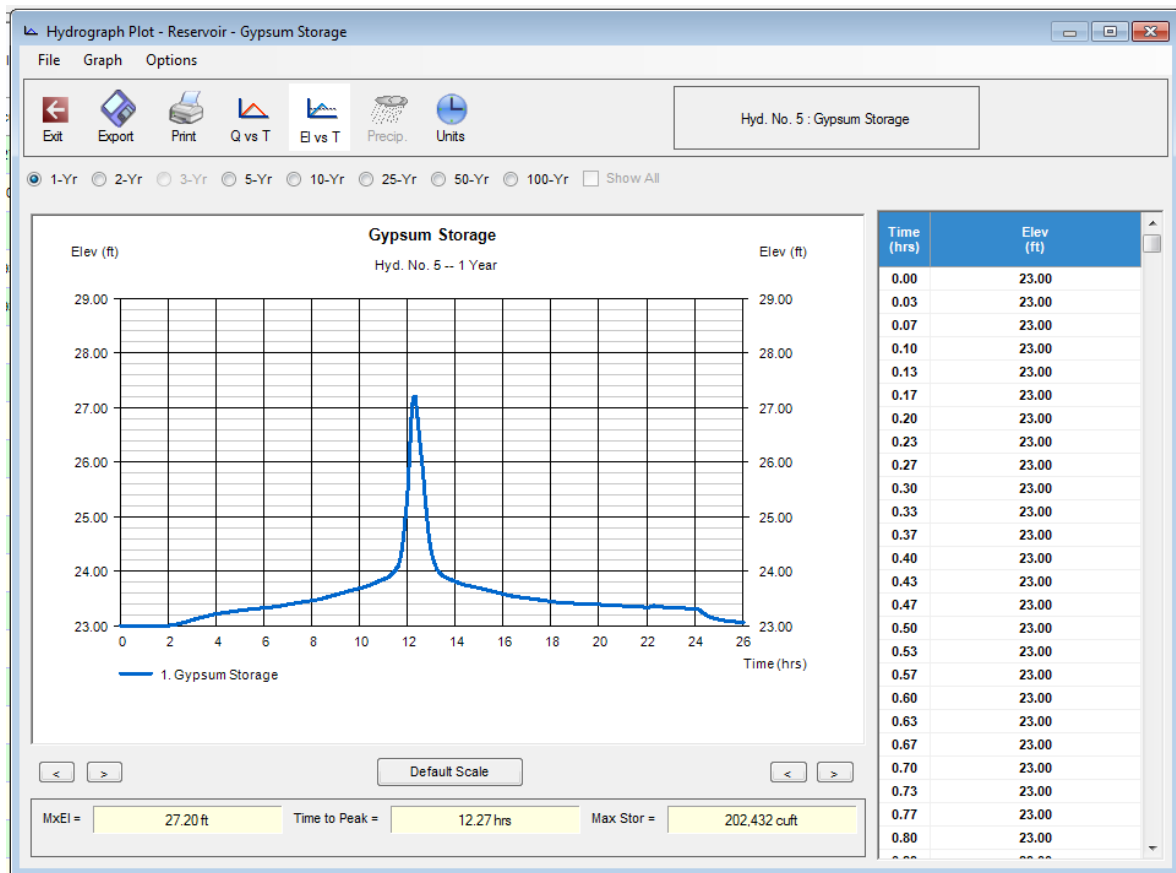 Hydrograph Plot - Reservoir - Gypsum Storage
File Graph Options
Exit Export Print Q vs T El vs T Precip. Units
Hyd. No. 5 : Gypsum Storage
1-Yr 2-Yr 3-Yr 5-Yr 10-Yr 25-Yr 50-Yr 100-Yr Show All
Gypsum Storage
Elev (ft) Elev (ft)
Hyd. No. 5 -- 1 Year
29.00 29.00
28.00 28.00
27.00 27.00
26.00 26.00
25.00 25.00
24.00 24.00
23.00 23.00
0 2 4 6 8 10 12 14 16 18 20 22 24 26
Time (hrs)
1. Gypsum Storage
Time Elev
(hrs) (ft)
0.00 23.00
0.03 23.00
0.07 23.00
0.10 23.00
0.13 23.00
0.17 23.00
0.20 23.00
0.23 23.00
0.27 23.00
0.30 23.00
0.33 23.00
0.37 23.00
0.40 23.00
0.43 23.00
0.47 23.00
0.50 23.00
0.53 23.00
0.57 23.00
0.60 23.00
0.63 23.00
0.67 23.00
0.70 23.00
0.73 23.00
0.77 23.00
0.80 23.00
< > Default Scale < >
MxEl = 27.20 ft Time to Peak = 12.27 hrs Max Stor = 202,432 cuft